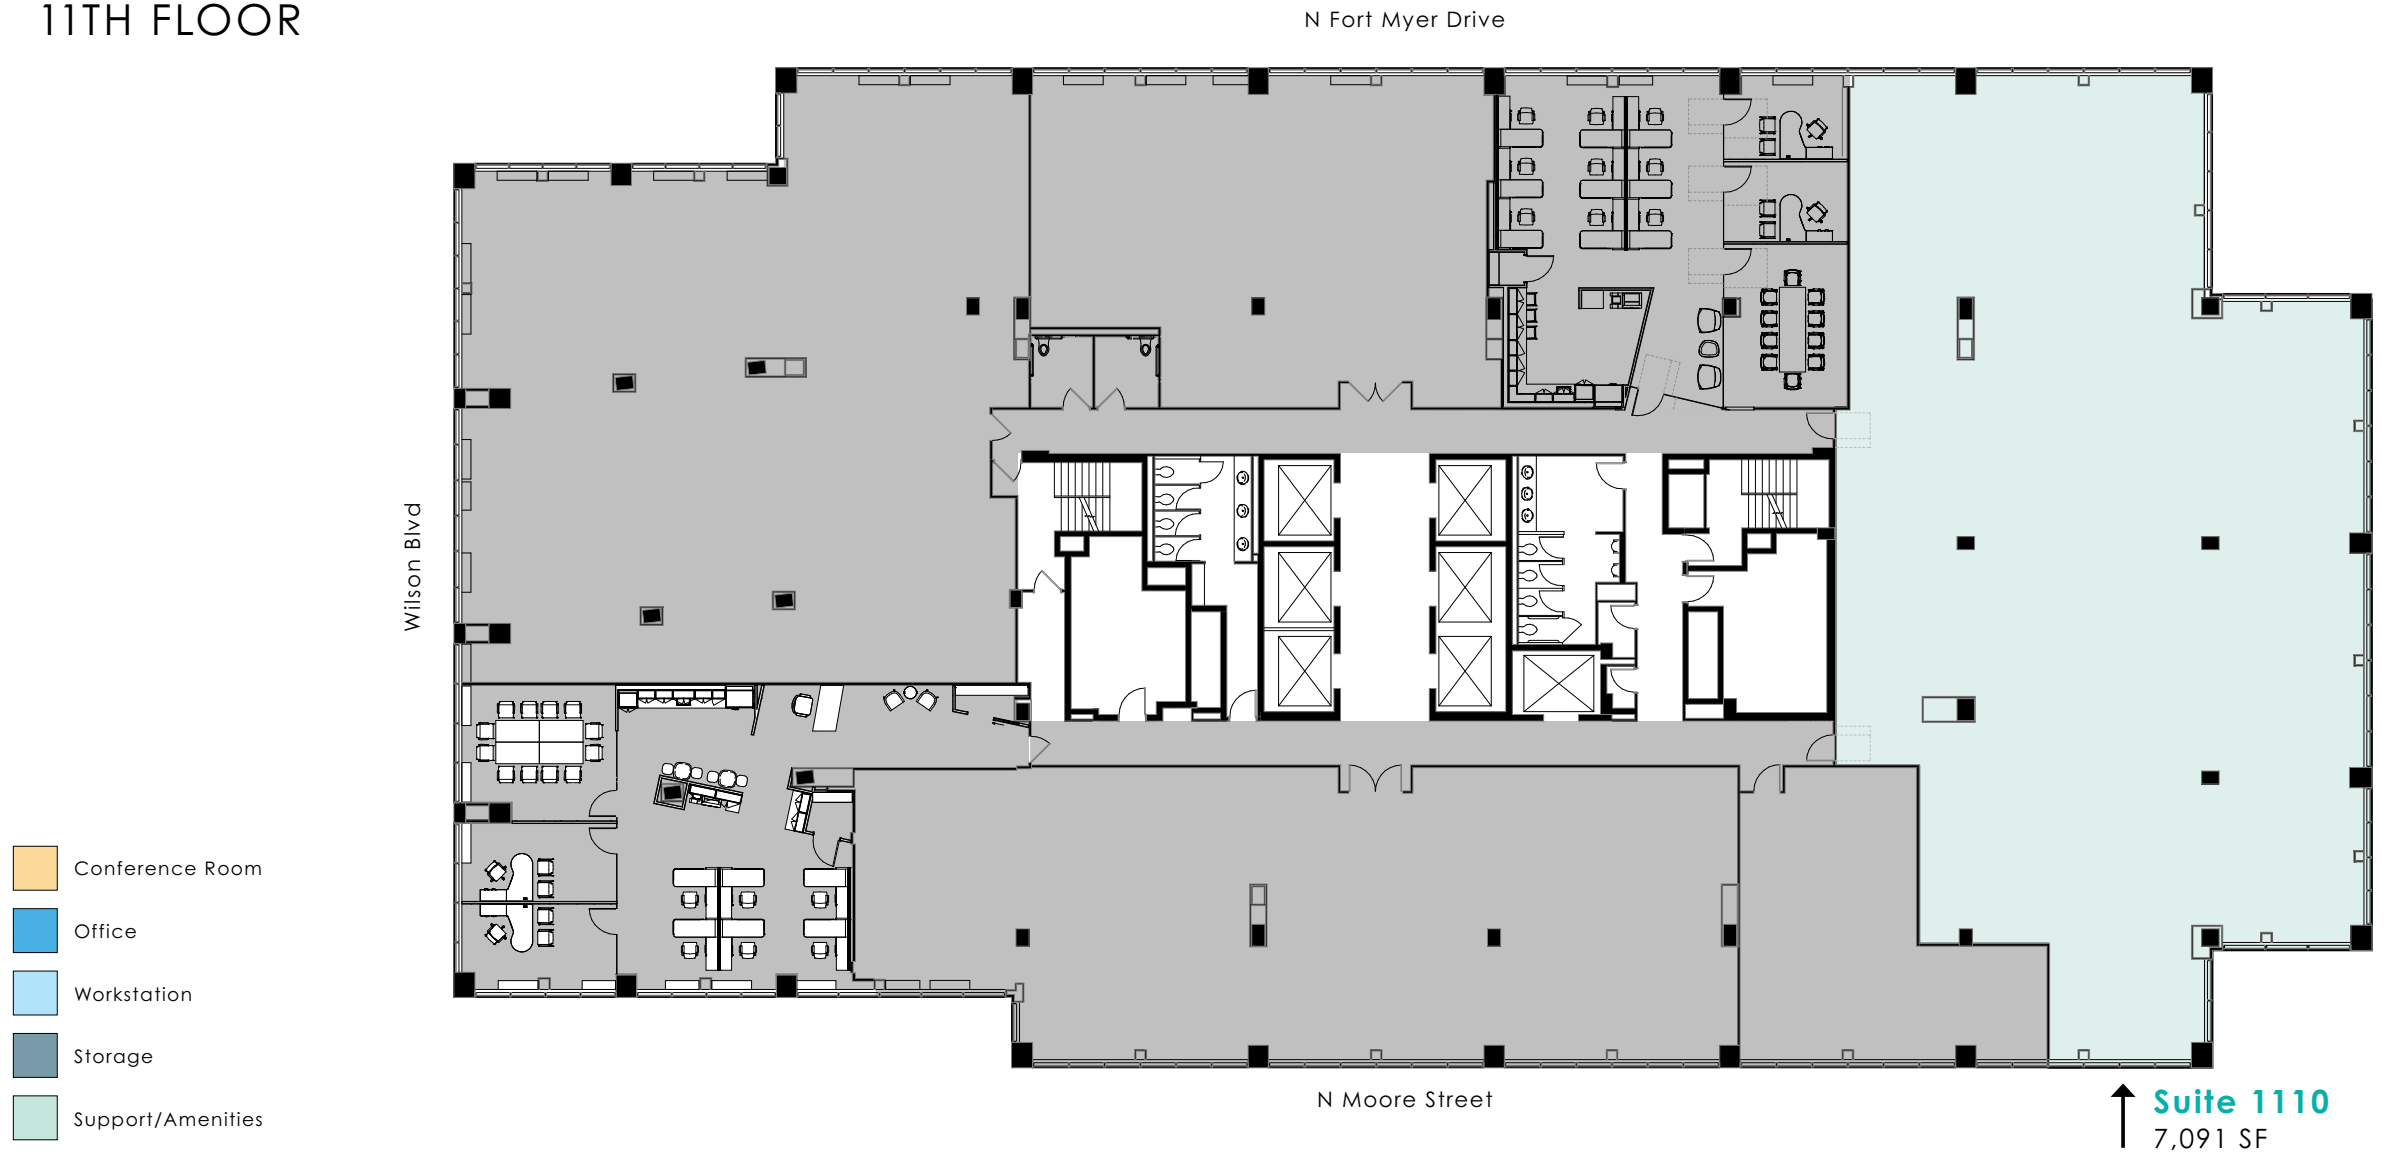 11TH FLOOR
N Fort Myer Drive
Wilson Blvd
Conference Room
Office
Workstation
Storage
Support/Amenities
N Moore Street
Suite 1110
7,091 SF